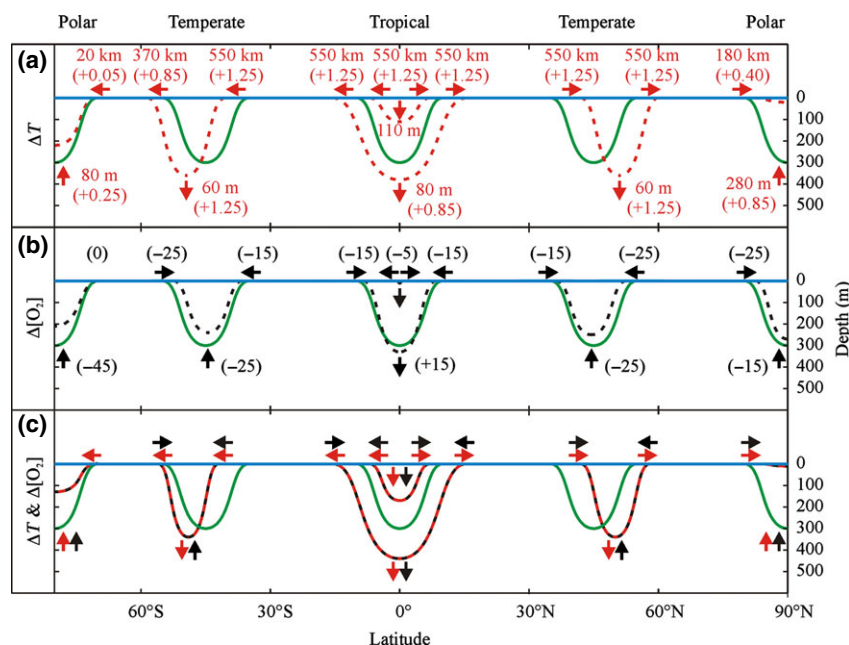 Polar Temperate Tropical Temperate Polar
(a)
20 km 370 km 550 km 550 km 550 km 550 km 550 km 550 km 180 km
(+0.05) (+0.85) (+1.25) (+1.25) (+1.25) (+1.25) (+1.25) (+1.25) (+0.40)
ΔT
110 m
80 m 60 m 80 m 60 m 280 m
(+0.25) (+1.25) (+0.85) (+1.25) (+0.85)
0
100
200
300
400
500
(b)
(0) (−25) (−15) (−15) (−5) (−15) (−15) (−25) (−25)
Δ[O₂]
(−45) (−25) (+15) (−25) (−15)
0
100
200
300
400
500
Depth (m)
(c)
ΔT & Δ[O₂]
0
100
200
300
400
500
60°S 30°S 0° 30°N 60°N 90°N
Latitude